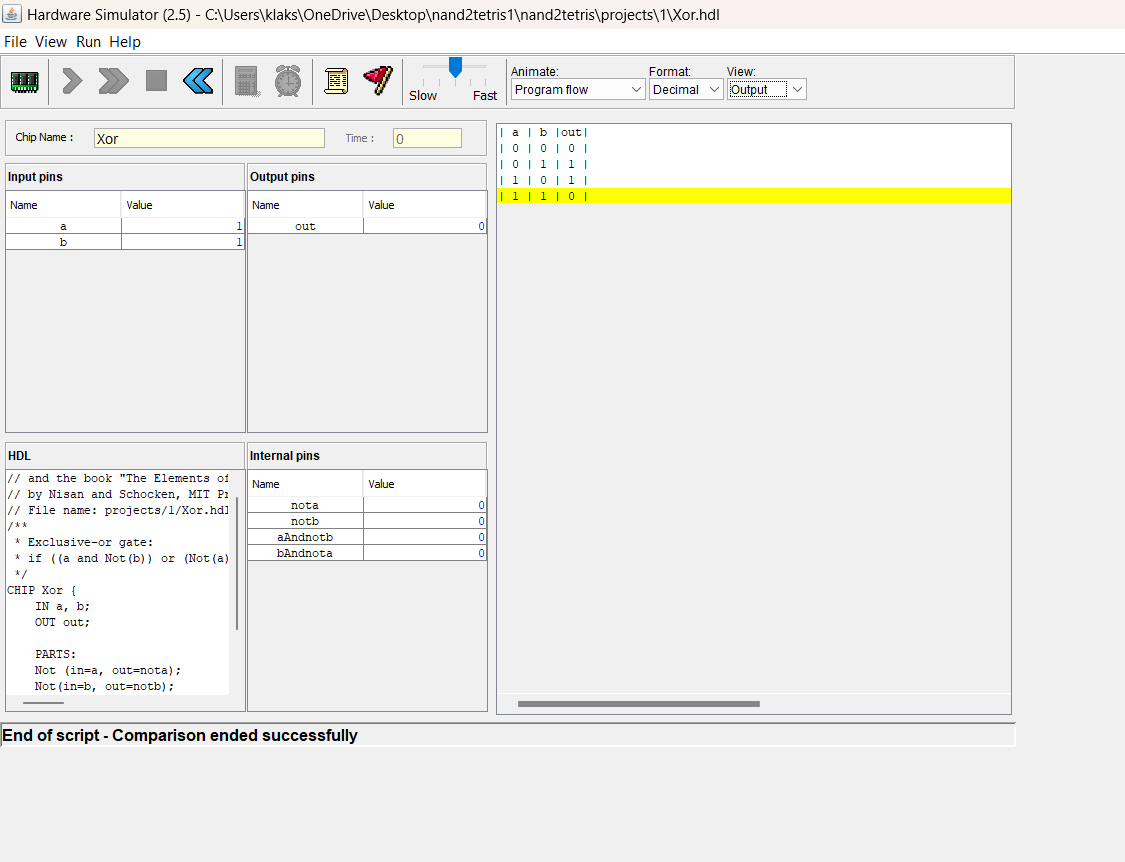 Hardware Simulator (2.5) - C:\Users\klaks\OneDrive\Desktop\nand2tetris1\nand2tetris\projects\1\Xor.hdl
File View Run Help
Slow Fast
Animate: Format: View:
Program flow Decimal Output
Chip Name : Xor Time : 0
Input pins
Name Value
a 1
b 1
Output pins
Name Value
out 0
HDL
// and the book "The Elements of
// by Nisan and Schocken, MIT Pr
// File name: projects/1/Xor.hdl
/**
* Exclusive-or gate:
* if ((a and Not(b)) or (Not(a)
*/
CHIP Xor {
IN a, b;
OUT out;
PARTS:
Not (in=a, out=nota);
Not(in=b, out=notb);
Internal pins
Name Value
nota 0
notb 0
aAndnotb 0
bAndnota 0
| a | b |out|
| 0 | 0 | 0 |
| 0 | 1 | 1 |
| 1 | 0 | 1 |
| 1 | 1 | 0 |
End of script - Comparison ended successfully